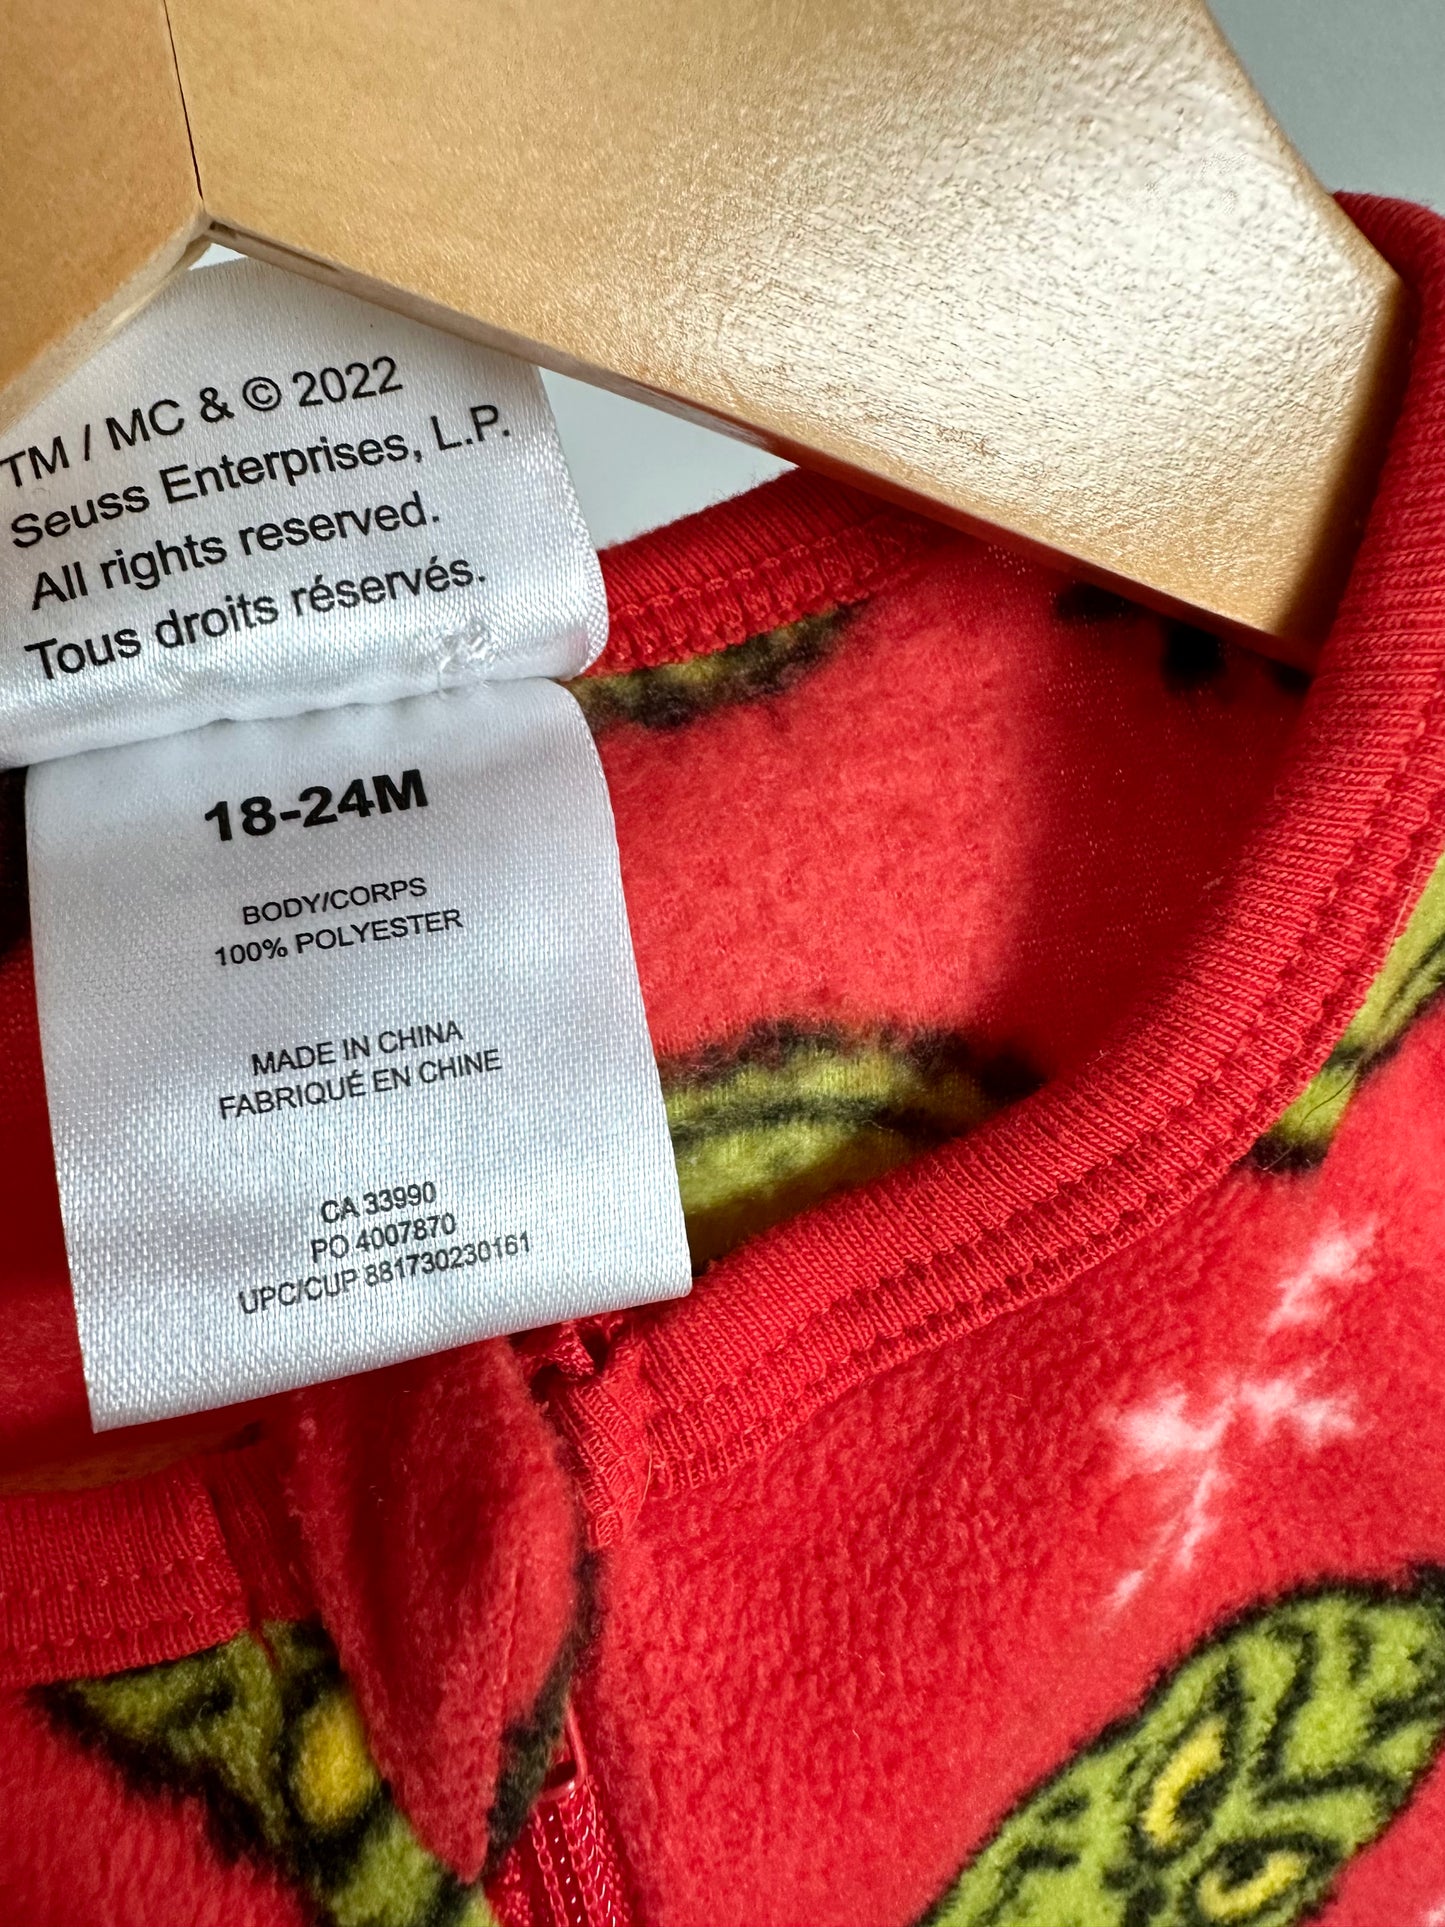 TM / MC & © 2022
Seuss Enterprises, L.P.
All rights reserved.
Tous droits réservés.
18-24M
BODY/CORPS
100% POLYESTER
MADE IN CHINA
FABRIQUÉ EN CHINE
CA 33990
PO 4007870
UPC/CUP 881730230161